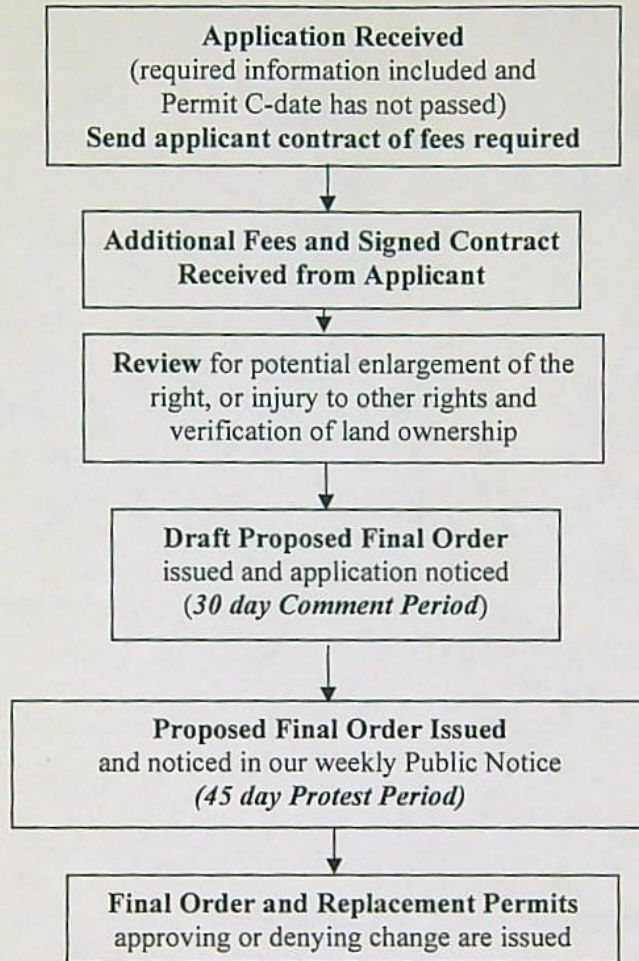 Application Received
(required information included and
Permit C-date has not passed)
Send applicant contract of fees required
Additional Fees and Signed Contract
Received from Applicant
Review for potential enlargement of the
right, or injury to other rights and
verification of land ownership
Draft Proposed Final Order
issued and application noticed
(30 day Comment Period)
Proposed Final Order Issued
and noticed in our weekly Public Notice
(45 day Protest Period)
Final Order and Replacement Permits
approving or denying change are issued